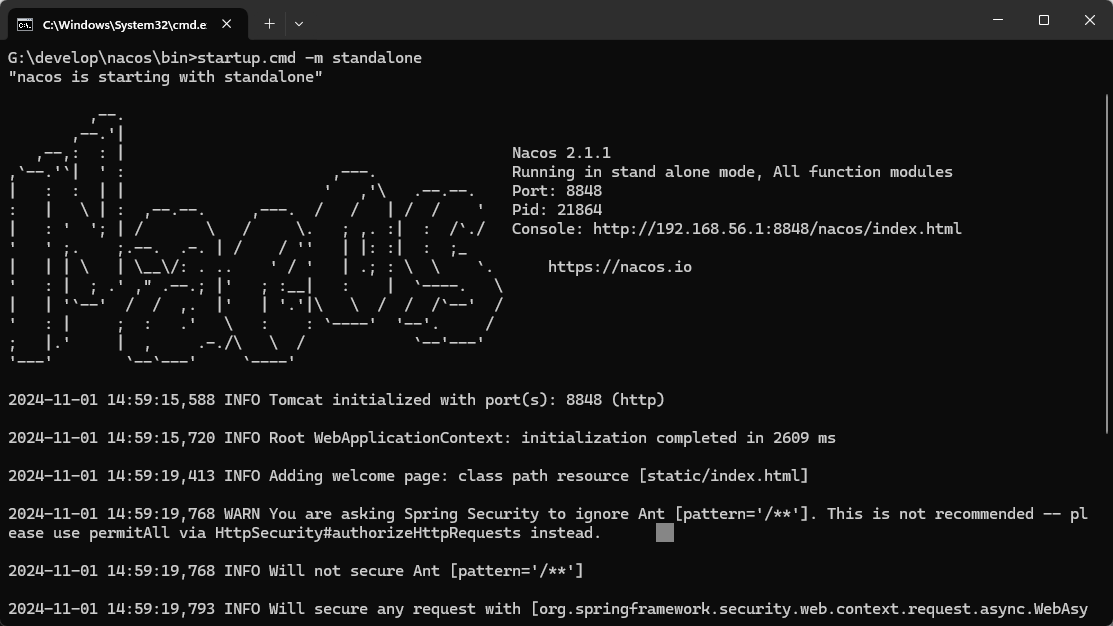 C:\Windows\System32\cmd.e
G:\develop\nacos\bin>startup.cmd -m standalone
"nacos is starting with standalone"
Nacos 2.1.1
Running in stand alone mode, All function modules
Port: 8848
Pid: 21864
Console: http://192.168.56.1:8848/nacos/index.html
https://nacos.io
2024-11-01 14:59:15,588 INFO Tomcat initialized with port(s): 8848 (http)
2024-11-01 14:59:15,720 INFO Root WebApplicationContext: initialization completed in 2609 ms
2024-11-01 14:59:19,413 INFO Adding welcome page: class path resource [static/index.html]
2024-11-01 14:59:19,768 WARN You are asking Spring Security to ignore Ant [pattern='/**']. This is not recommended -- pl
ease use permitAll via HttpSecurity#authorizeHttpRequests instead.
2024-11-01 14:59:19,768 INFO Will not secure Ant [pattern='/**']
2024-11-01 14:59:19,793 INFO Will secure any request with [org.springframework.security.web.context.request.async.WebAsy